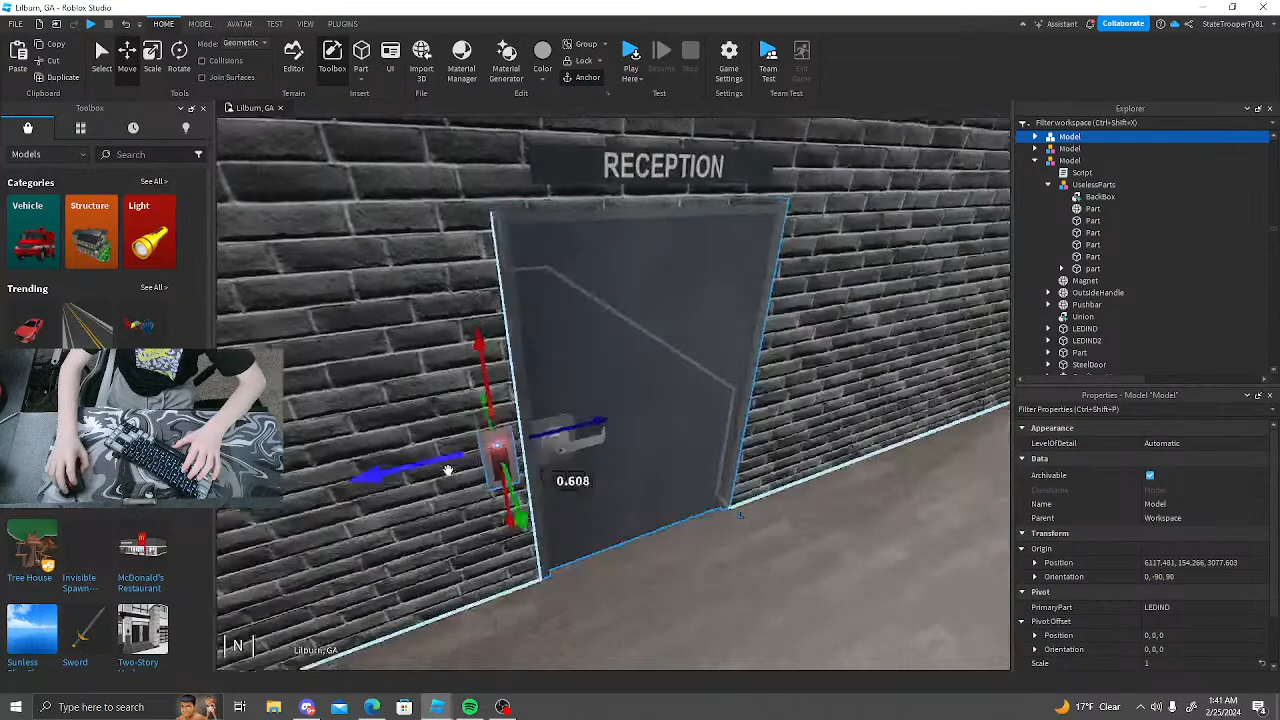 Lilburn, GA - Roblox Studio
FILE HOME MODEL AVATAR TEST VIEW PLUGINS Assistant Collaborate StateTrooperTy81
Copy Mode: Geometric Group
Cut Collisions Lock
Paste Duplicate Select Move Scale Rotate Join Surfaces Editor Toolbox Part UI Import 3D Material Manager Material Generator Color Anchor Play Here Resume Stop Game Settings Team Test Exit Game
Clipboard Tools Terrain Insert File Edit Test Settings Team Test
Toolbox
Lilburn, GA
Models Search
Categories See All >
Vehicle Structure Light
Trending See All >
Tree House
Invisible Spawn···
McDonald's Restaurant
Sunless
Sword
Two-Story
RECEPTION
0.608
N
Lilburn, GA
Explorer
Filter workspace (Ctrl+Shift+X)
Model
Model
Model
Script
UselessParts
BackBox
Part
Part
Part
Part
Part
part
Magnet
OutsideHandle
Pushbar
Union
LEDIND
LEDIND2
Part
SteelDoor
Properties - Model "Model"
Filter Properties (Ctrl+Shift+P)
Appearance
LevelOfDetail Automatic
Data
Archivable
ClassName Model
Name Model
Parent Workspace
Transform
Origin
Position 6117.481, 154.266, 3077.603
Orientation 0, -90, 90
Pivot
PrimaryPart LEDIND
PivotOffset
Position 0, 0, 0
Orientation 0, 0, 0
Scale 1
Type here to search
17°F Clear
1:41 AM
2/25/2024